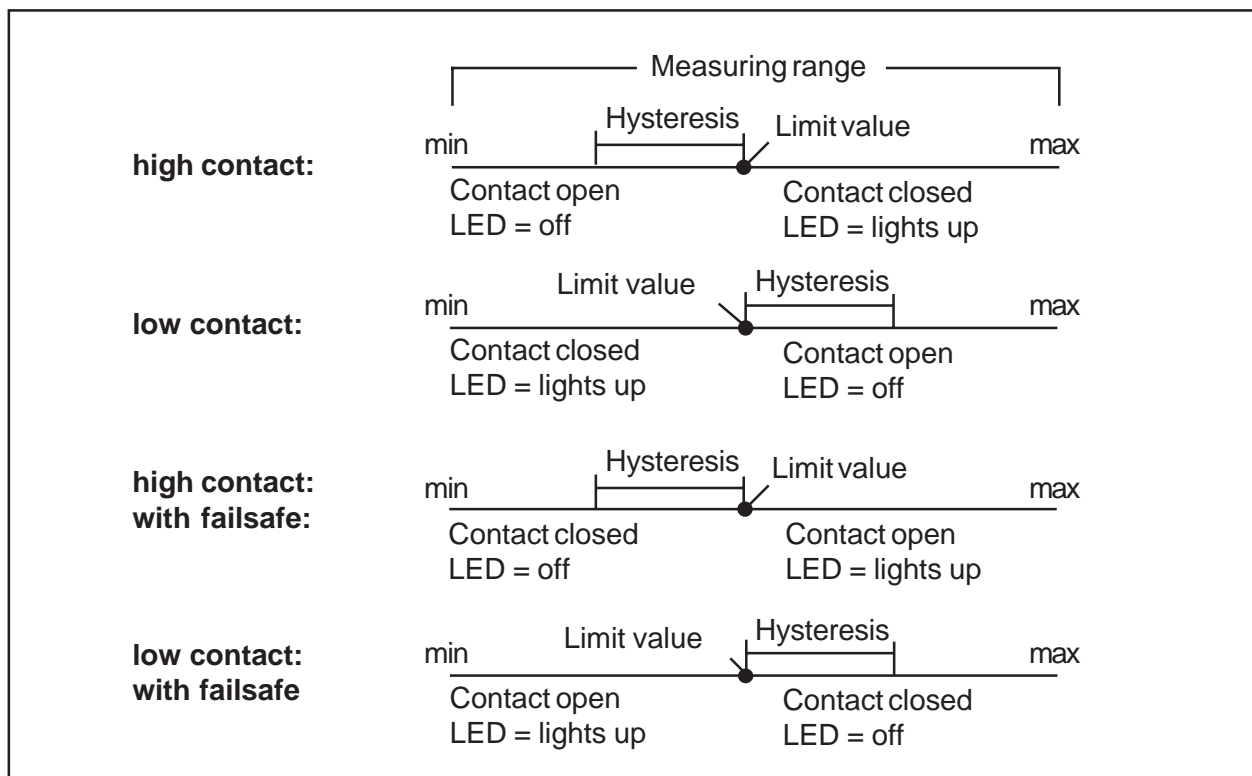 Measuring range
Hysteresis
Limit value
min
max
high contact:
Contact open
Contact closed
LED = off
LED = lights up
Limit value
Hysteresis
min
max
low contact:
Contact closed
Contact open
LED = lights up
LED = off
Hysteresis
Limit value
high contact:
min
max
with failsafe:
Contact closed
Contact open
LED = off
LED = lights up
Limit value
Hysteresis
low contact:
min
max
with failsafe
Contact open
Contact closed
LED = lights up
LED = off